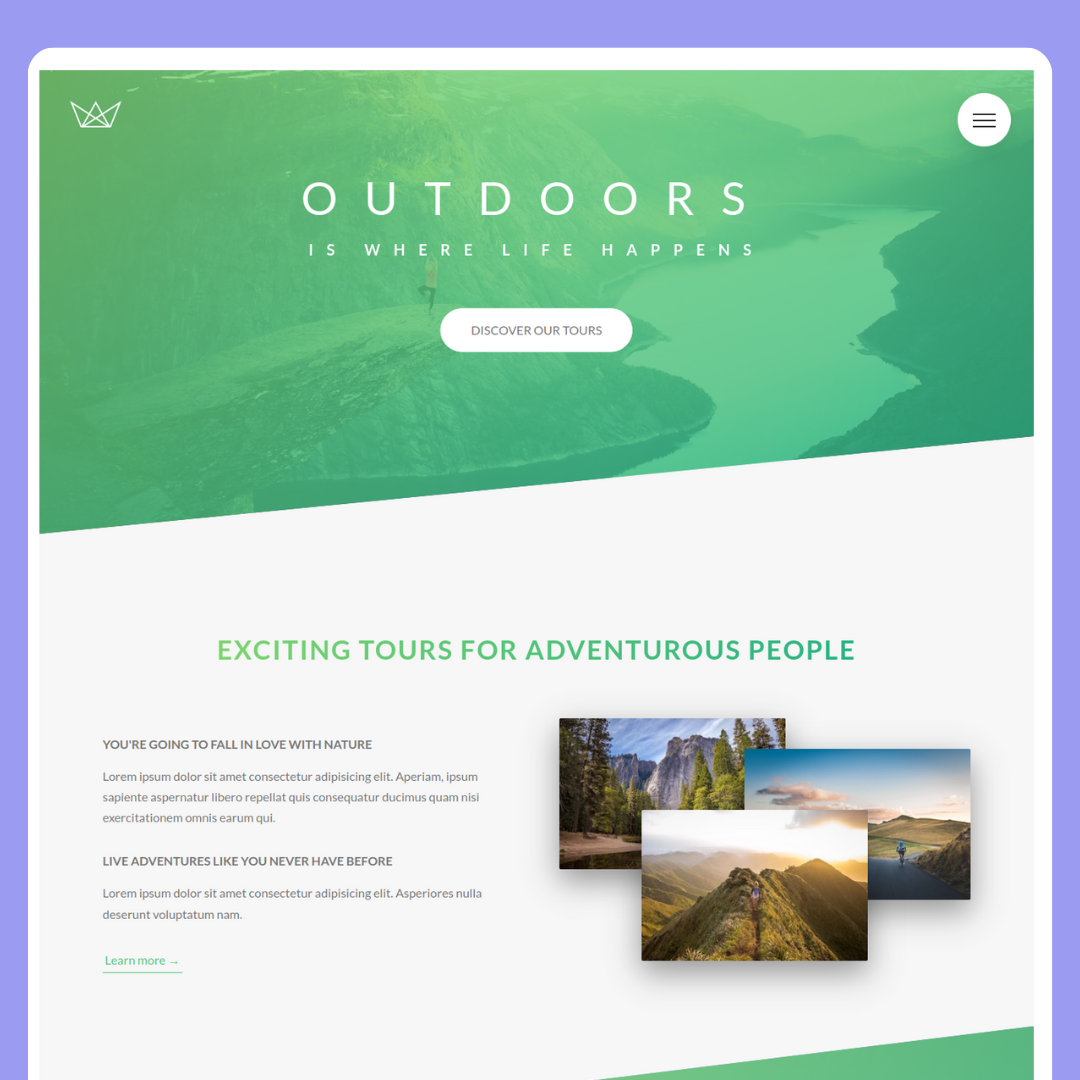 OUTDOORS
IS WHERE LIFE HAPPENS
DISCOVER OUR TOURS
EXCITING TOURS FOR ADVENTUROUS PEOPLE
YOU'RE GOING TO FALL IN LOVE WITH NATURE
Lorem ipsum dolor sit amet consectetur adipisicing elit. Aperiam, ipsum
sapiente aspernatur libero repellat quis consequatur ducimus quam nisi
exercitationem omnis earum qui.
LIVE ADVENTURES LIKE YOU NEVER HAVE BEFORE
Lorem ipsum dolor sit amet consectetur adipisicing elit. Asperiores nulla
deserunt voluptatum nam.
Learn more →